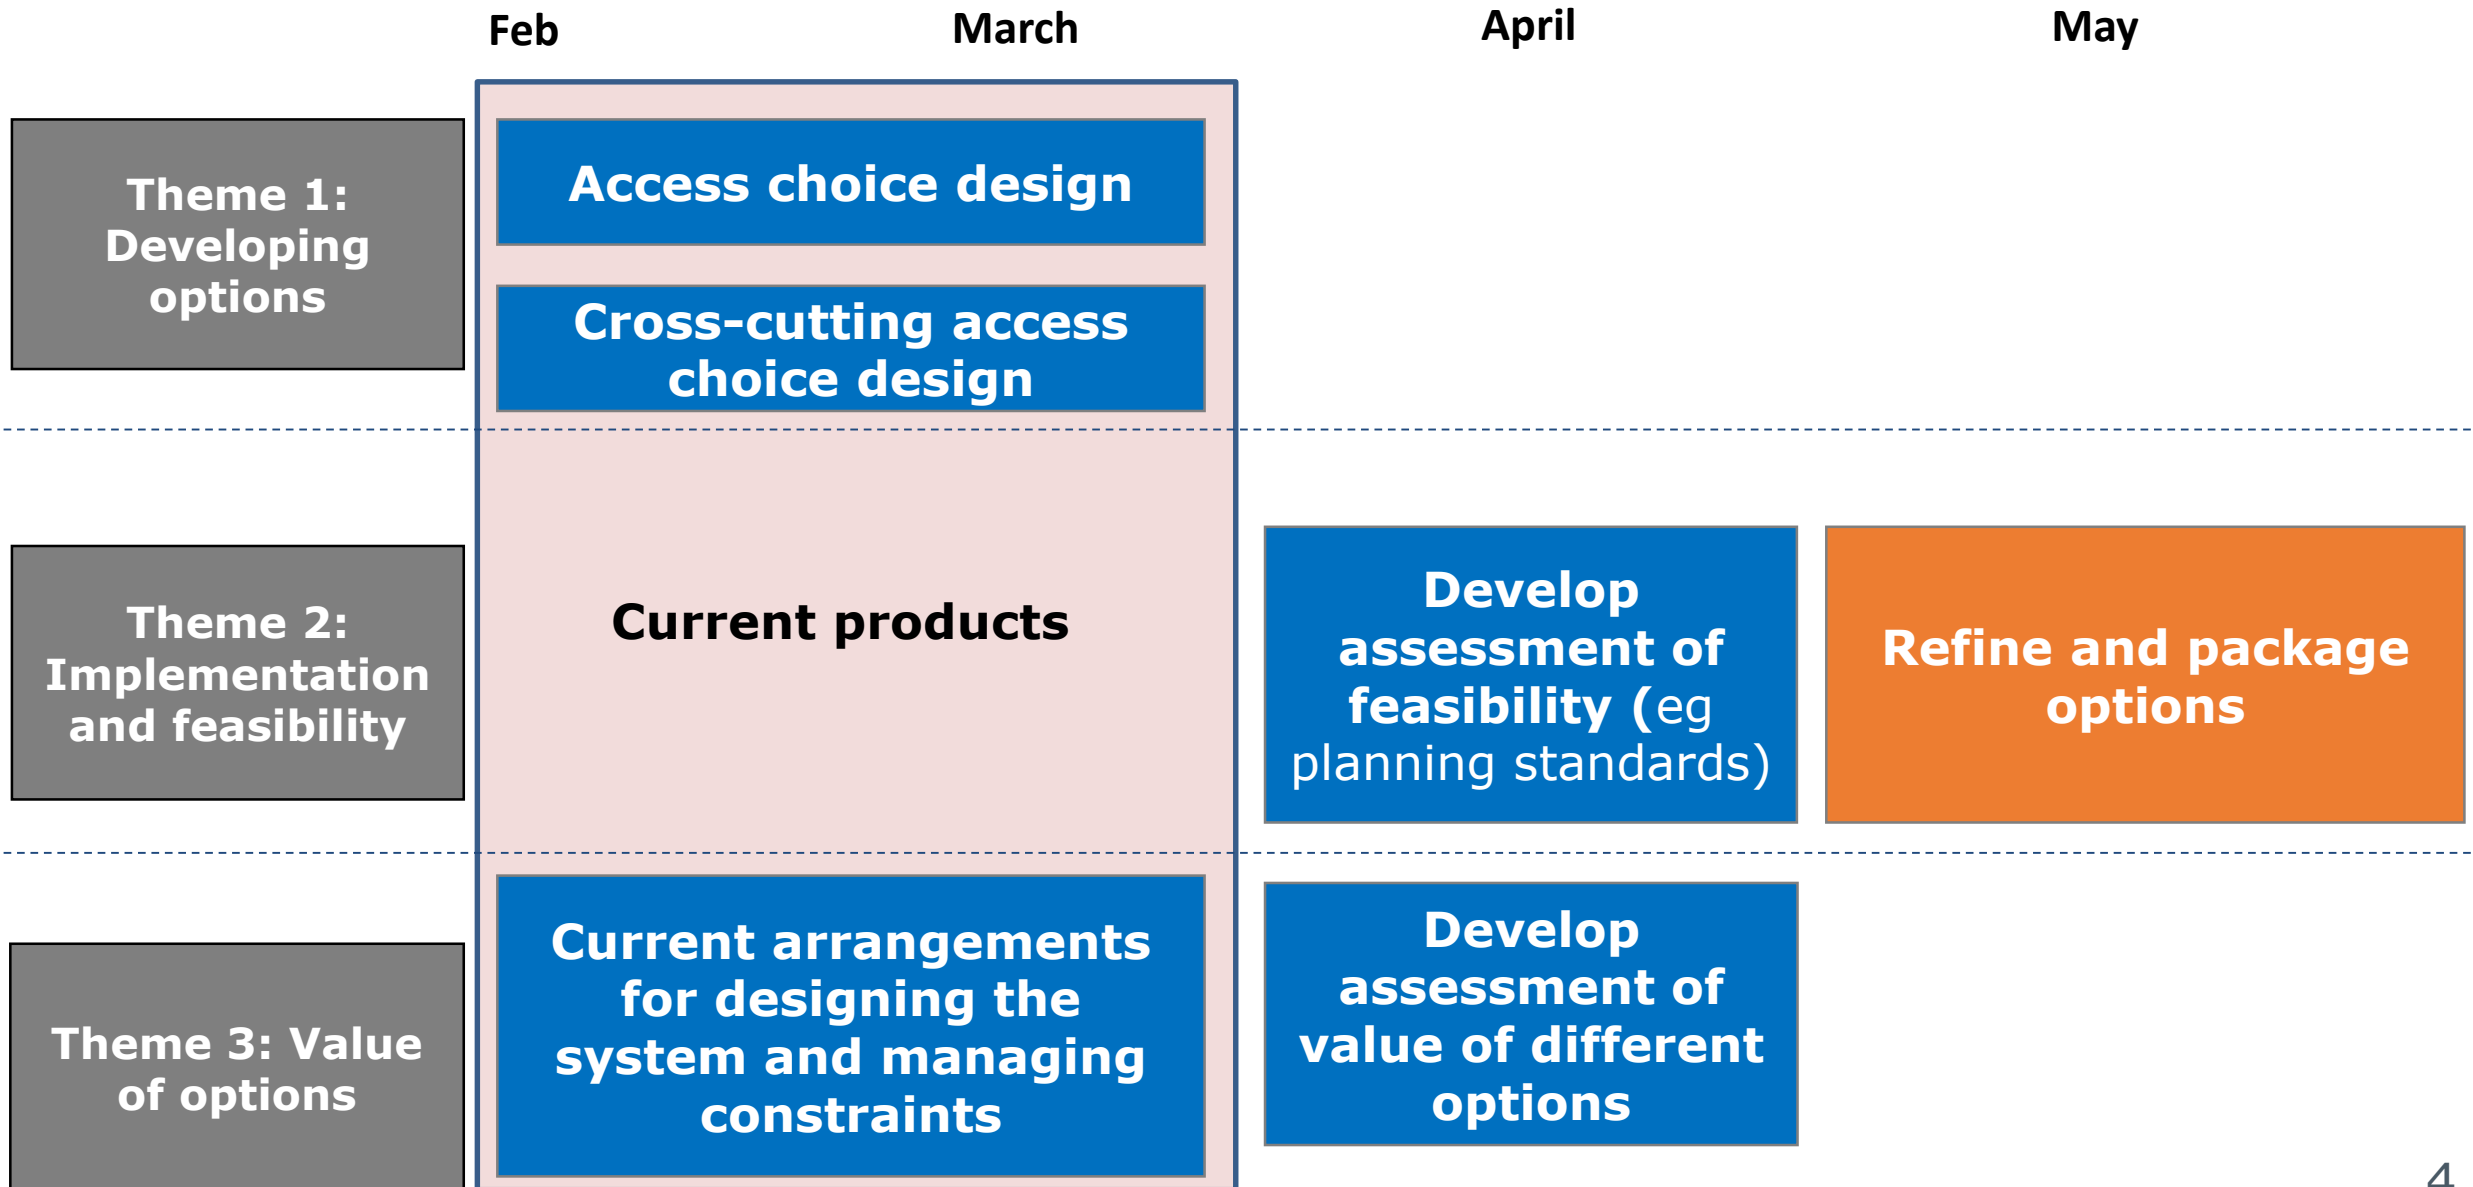 Feb
March
April
May
Theme 1:
Developing
options
Access choice design
Cross-cutting access
choice design
Theme 2:
Implementation
and feasibility
Current products
Develop
assessment of
feasibility (eg
planning standards)
Refine and package
options
Theme 3: Value
of options
Current arrangements
for designing the
system and managing
constraints
Develop
assessment of
value of different
options
4